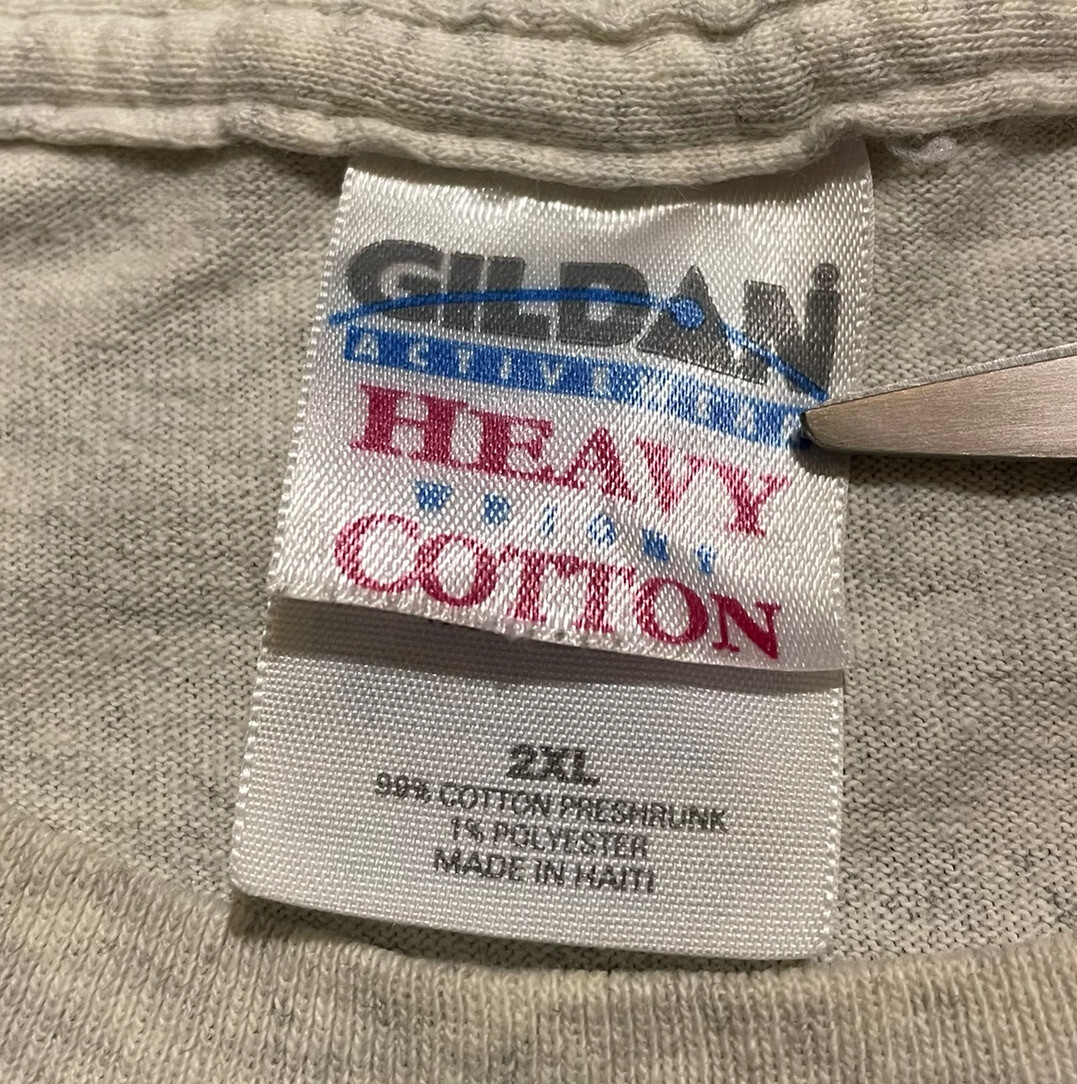 GILDAN
ACTIVEWEAR
HEAVY
WEIGHT
COTTON
2XL
99% COTTON PRESHRUNK
1% POLYESTER
MADE IN HAITI